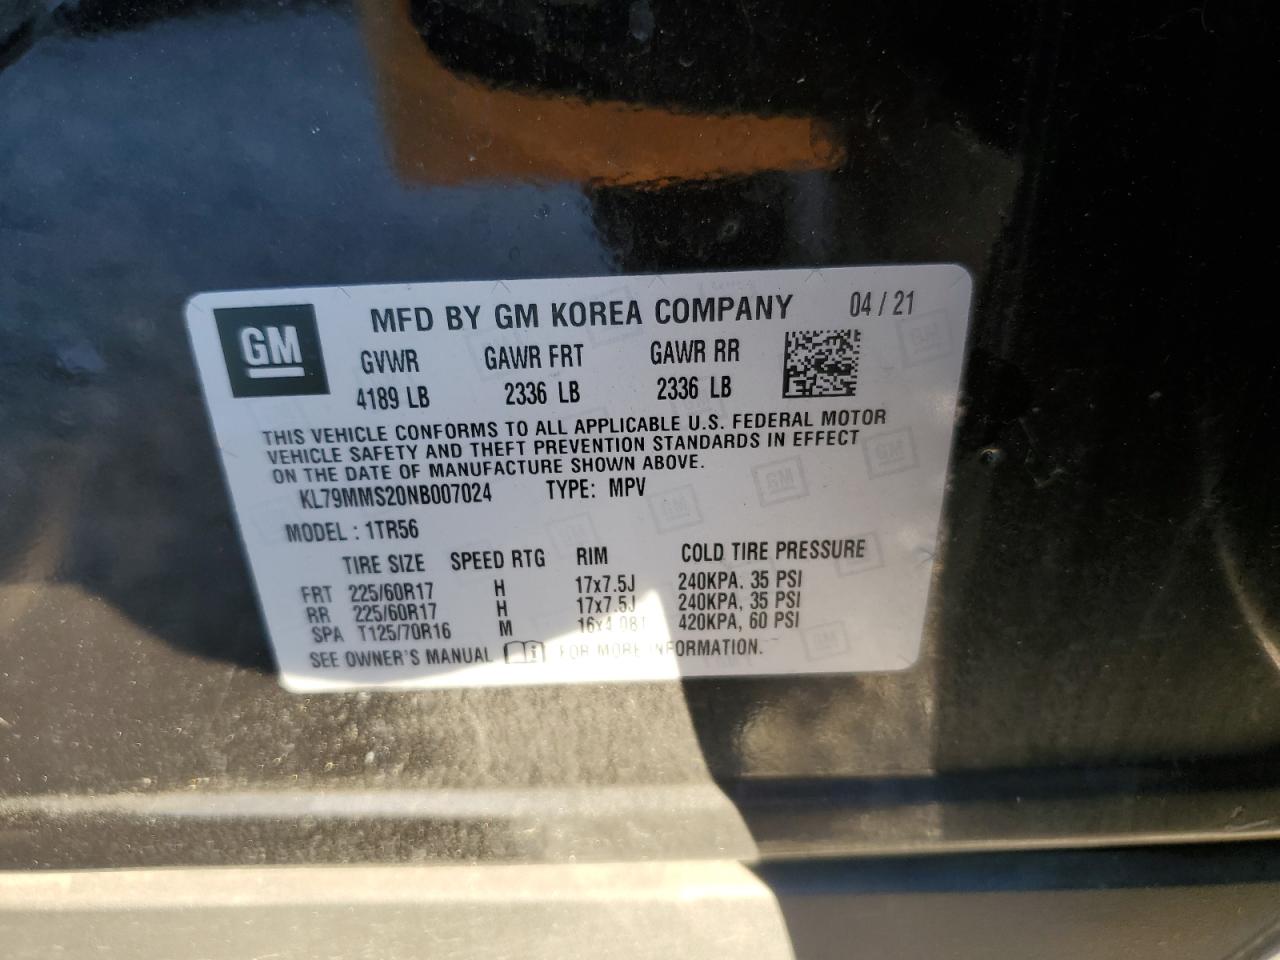 GM
MFD BY GM KOREA COMPANY 04 / 21
GVWR GAWR FRT GAWR RR
4189 LB 2336 LB 2336 LB
THIS VEHICLE CONFORMS TO ALL APPLICABLE U.S. FEDERAL MOTOR
VEHICLE SAFETY AND THEFT PREVENTION STANDARDS IN EFFECT
ON THE DATE OF MANUFACTURE SHOWN ABOVE.
KL79MMS20NB007024 TYPE: MPV
MODEL : 1TR56
TIRE SIZE SPEED RTG RIM COLD TIRE PRESSURE
FRT 225/60R17 H 17x7.5J 240KPA. 35 PSI
RR 225/60R17 H 17x7.5J 240KPA, 35 PSI
SPA T125/70R16 M 420KPA, 60 PSI
SEE OWNER'S MANUAL FOR MORE INFORMATION.